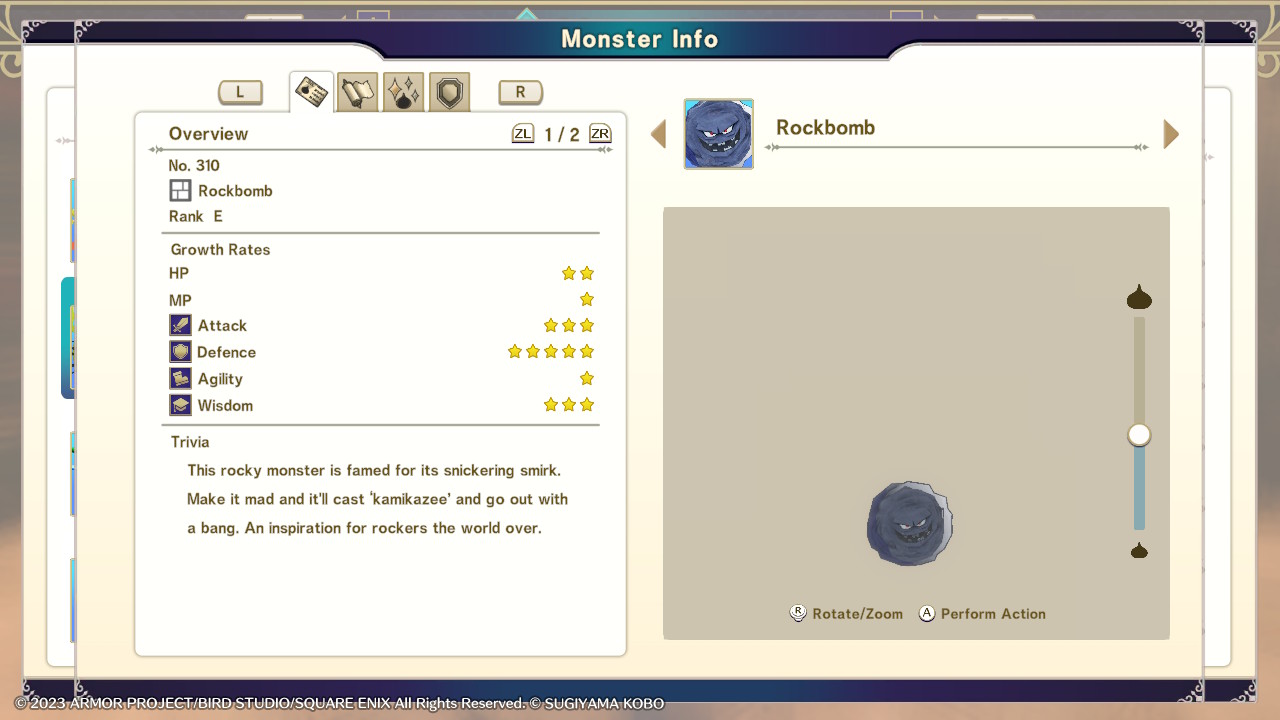 Monster Info
L
R
Overview
ZL 1 / 2 ZR
No. 310
Rockbomb
Rank E
Growth Rates
HP
MP
Attack
Defence
Agility
Wisdom
Trivia
This rocky monster is famed for its snickering smirk.
Make it mad and it'll cast ‘kamikazee’ and go out with
a bang. An inspiration for rockers the world over.
Rockbomb
R Rotate/Zoom A Perform Action
© 2023 ARMOR PROJECT/BIRD STUDIO/SQUARE ENIX All Rights Reserved. © SUGIYAMA KOBO